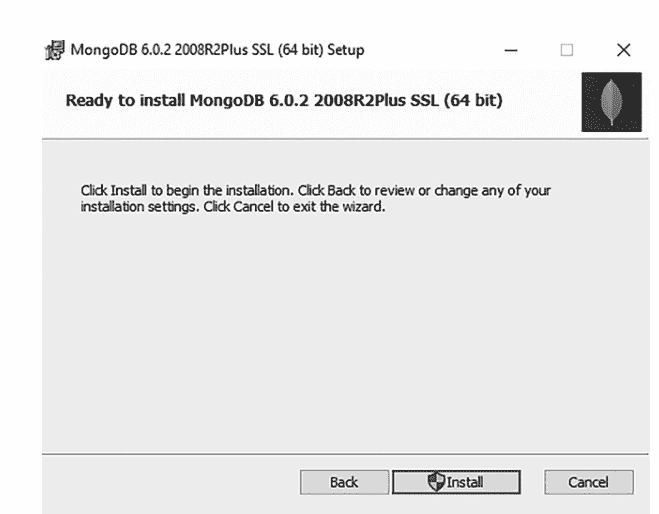 MongoDB 6.0.2 2008R2Plus SSL (64 bit) Setup
Ready to install MongoDB 6.0.2 2008R2Plus SSL (64 bit)
Click Install to begin the installation. Click Back to review or change any of your
installation settings. Click Cancel to exit the wizard.
Back Install Cancel